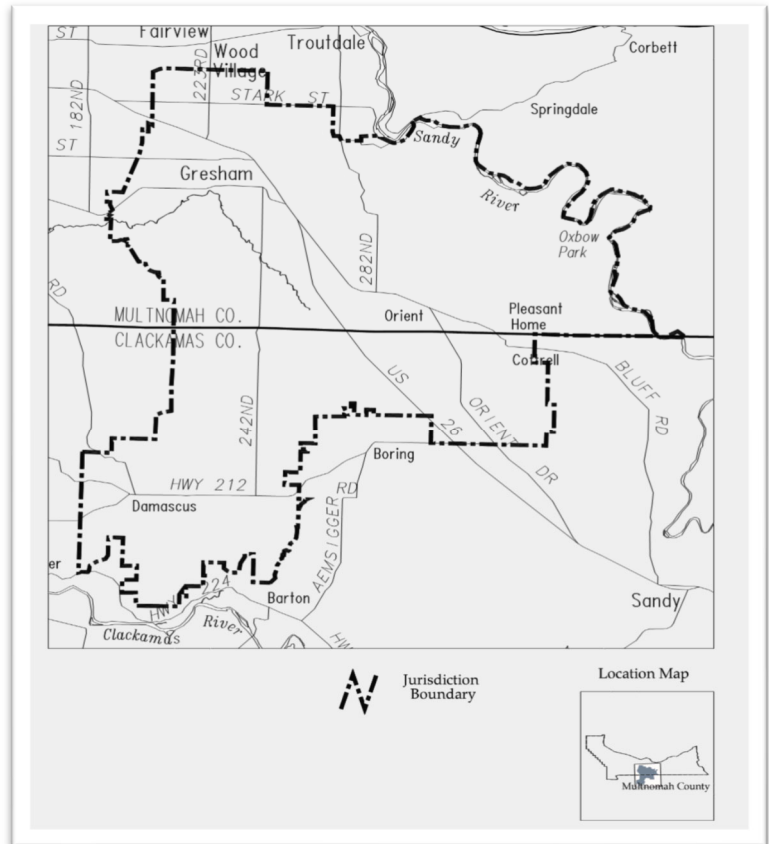 ST
Fairview
Troutdale
Corbett
Wood
Village
223RD
182ND
STARK ST
Springdale
Sandy
River
ST
Gresham
Oxbow
Park
282ND
RD
MULTNOMAH CO.
CLACKAMAS CO.
Orient
Pleasant
Home
Cottrell
BLUFF RD
US 26
ORIENT DR
242ND
Boring
HWY 212
RD
AEMSIGGER
Damascus
er
HWY 224
Barton
Sandy
Clackamas River
HW
Jurisdiction
Boundary
Location Map
Multnomah County